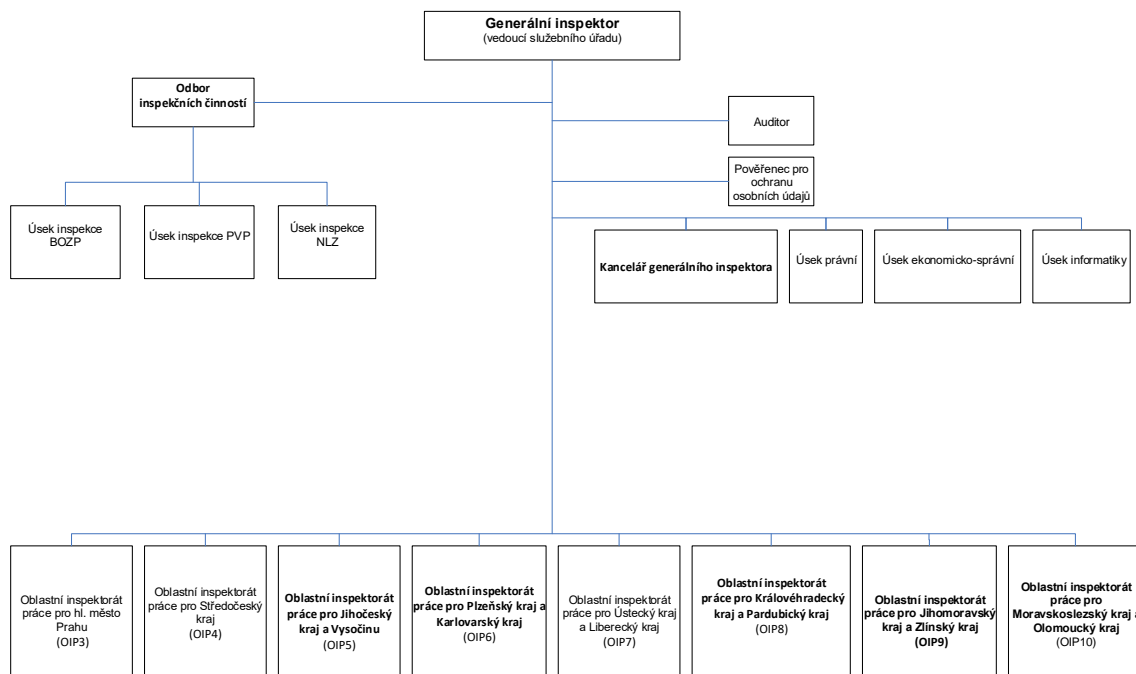 Generální inspektor
(vedoucí služebního úřadu)
Odbor
inspekčních činností
Auditor
Pověřenec pro
ochranu
osobních údajů
Úsek inspekce
BOZP
Úsek inspekce PVP
Úsek inspekce
NLZ
Kancelář generálního inspektora
Úsek právní
Úsek ekonomicko-správní
Úsek informatiky
Oblastní inspektorát
práce pro hl. město
Prahu
(OIP3)
Oblastní inspektorát
práce pro Středočeský
kraj
(OIP4)
Oblastní inspektorát
práce pro Jihočeský
kraj a Vysočinu
(OIP5)
Oblastní inspektorát
práce pro Plzeňský kraj a
Karlovarský kraj
(OIP6)
Oblastní inspektorát
práce pro Ústecký kraj
a Liberecký kraj
(OIP7)
Oblastní inspektorát
práce pro Královéhradecký
kraj a Pardubický kraj
(OIP8)
Oblastní inspektorát
práce pro Jihomoravský
kraj a Zlínský kraj
(OIP9)
Oblastní inspektorát
práce pro
Moravskoslezský kraj a
Olomoucký kraj
(OIP10)